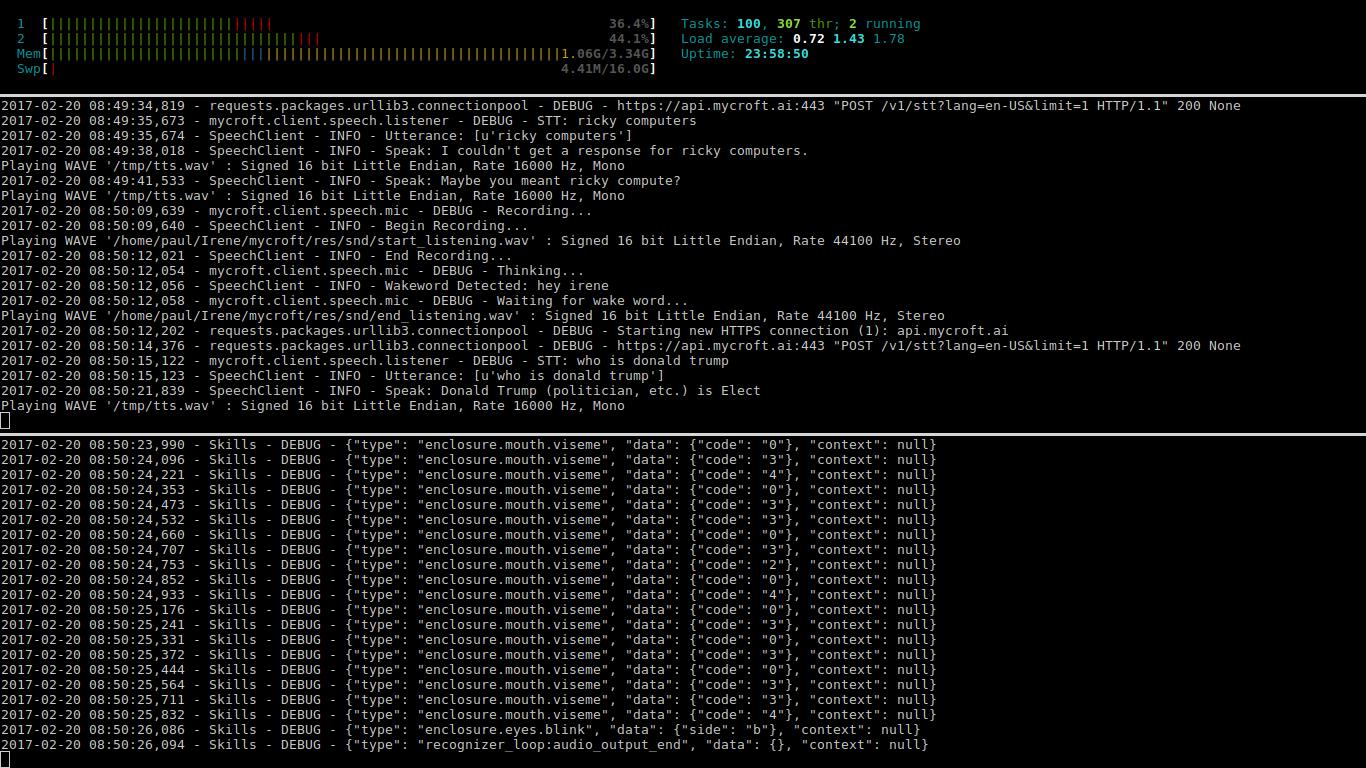 1 [||||||||||||||||||||||||||||     36.4%] Tasks: 100, 307 thr; 2 running
2 [||||||||||||||||||||||||||||||||||     44.1%] Load average: 0.72 1.43 1.78
Mem[||||||||||||||||||||||||||||||||||||||||||||||||||||||||||||||||1.06G/3.34G] Uptime: 23:58:50
Swp[|     4.41M/16.0G]
2017-02-20 08:49:34,819 - requests.packages.urllib3.connectionpool - DEBUG - https://api.mycroft.ai:443 "POST /v1/stt?lang=en-US&limit=1 HTTP/1.1" 200 None
2017-02-20 08:49:35,673 - mycroft.client.speech.listener - DEBUG - STT: ricky computers
2017-02-20 08:49:35,674 - SpeechClient - INFO - Utterance: [u'ricky computers']
2017-02-20 08:49:38,018 - SpeechClient - INFO - Speak: I couldn't get a response for ricky computers.
Playing WAVE '/tmp/tts.wav' : Signed 16 bit Little Endian, Rate 16000 Hz, Mono
2017-02-20 08:49:41,533 - SpeechClient - INFO - Speak: Maybe you meant ricky compute?
Playing WAVE '/tmp/tts.wav' : Signed 16 bit Little Endian, Rate 16000 Hz, Mono
2017-02-20 08:50:09,639 - mycroft.client.speech.mic - DEBUG - Recording...
2017-02-20 08:50:09,640 - SpeechClient - INFO - Begin Recording...
Playing WAVE '/home/paul/Irene/mycroft/res/snd/start_listening.wav' : Signed 16 bit Little Endian, Rate 44100 Hz, Stereo
2017-02-20 08:50:12,021 - SpeechClient - INFO - End Recording...
2017-02-20 08:50:12,054 - mycroft.client.speech.mic - DEBUG - Thinking...
2017-02-20 08:50:12,056 - SpeechClient - INFO - Wakeword Detected: hey irene
2017-02-20 08:50:12,058 - mycroft.client.speech.mic - DEBUG - Waiting for wake word...
Playing WAVE '/home/paul/Irene/mycroft/res/snd/end_listening.wav' : Signed 16 bit Little Endian, Rate 44100 Hz, Stereo
2017-02-20 08:50:12,202 - requests.packages.urllib3.connectionpool - DEBUG - Starting new HTTPS connection (1): api.mycroft.ai
2017-02-20 08:50:14,376 - requests.packages.urllib3.connectionpool - DEBUG - https://api.mycroft.ai:443 "POST /v1/stt?lang=en-US&limit=1 HTTP/1.1" 200 None
2017-02-20 08:50:15,122 - mycroft.client.speech.listener - DEBUG - STT: who is donald trump
2017-02-20 08:50:15,123 - SpeechClient - INFO - Utterance: [u'who is donald trump']
2017-02-20 08:50:21,839 - SpeechClient - INFO - Speak: Donald Trump (politician, etc.) is Elect
Playing WAVE '/tmp/tts.wav' : Signed 16 bit Little Endian, Rate 16000 Hz, Mono
2017-02-20 08:50:23,990 - Skills - DEBUG - {"type": "enclosure.mouth.viseme", "data": {"code": "0"}, "context": null}
2017-02-20 08:50:24,096 - Skills - DEBUG - {"type": "enclosure.mouth.viseme", "data": {"code": "3"}, "context": null}
2017-02-20 08:50:24,221 - Skills - DEBUG - {"type": "enclosure.mouth.viseme", "data": {"code": "4"}, "context": null}
2017-02-20 08:50:24,353 - Skills - DEBUG - {"type": "enclosure.mouth.viseme", "data": {"code": "0"}, "context": null}
2017-02-20 08:50:24,473 - Skills - DEBUG - {"type": "enclosure.mouth.viseme", "data": {"code": "3"}, "context": null}
2017-02-20 08:50:24,532 - Skills - DEBUG - {"type": "enclosure.mouth.viseme", "data": {"code": "3"}, "context": null}
2017-02-20 08:50:24,660 - Skills - DEBUG - {"type": "enclosure.mouth.viseme", "data": {"code": "0"}, "context": null}
2017-02-20 08:50:24,707 - Skills - DEBUG - {"type": "enclosure.mouth.viseme", "data": {"code": "3"}, "context": null}
2017-02-20 08:50:24,753 - Skills - DEBUG - {"type": "enclosure.mouth.viseme", "data": {"code": "2"}, "context": null}
2017-02-20 08:50:24,852 - Skills - DEBUG - {"type": "enclosure.mouth.viseme", "data": {"code": "0"}, "context": null}
2017-02-20 08:50:24,933 - Skills - DEBUG - {"type": "enclosure.mouth.viseme", "data": {"code": "4"}, "context": null}
2017-02-20 08:50:25,176 - Skills - DEBUG - {"type": "enclosure.mouth.viseme", "data": {"code": "0"}, "context": null}
2017-02-20 08:50:25,241 - Skills - DEBUG - {"type": "enclosure.mouth.viseme", "data": {"code": "3"}, "context": null}
2017-02-20 08:50:25,331 - Skills - DEBUG - {"type": "enclosure.mouth.viseme", "data": {"code": "0"}, "context": null}
2017-02-20 08:50:25,372 - Skills - DEBUG - {"type": "enclosure.mouth.viseme", "data": {"code": "3"}, "context": null}
2017-02-20 08:50:25,444 - Skills - DEBUG - {"type": "enclosure.mouth.viseme", "data": {"code": "0"}, "context": null}
2017-02-20 08:50:25,564 - Skills - DEBUG - {"type": "enclosure.mouth.viseme", "data": {"code": "3"}, "context": null}
2017-02-20 08:50:25,711 - Skills - DEBUG - {"type": "enclosure.mouth.viseme", "data": {"code": "3"}, "context": null}
2017-02-20 08:50:25,832 - Skills - DEBUG - {"type": "enclosure.mouth.viseme", "data": {"code": "4"}, "context": null}
2017-02-20 08:50:26,086 - Skills - DEBUG - {"type": "enclosure.eyes.blink", "data": {"side": "b"}, "context": null}
2017-02-20 08:50:26,094 - Skills - DEBUG - {"type": "recognizer_loop:audio_output_end", "data": {}, "context": null}